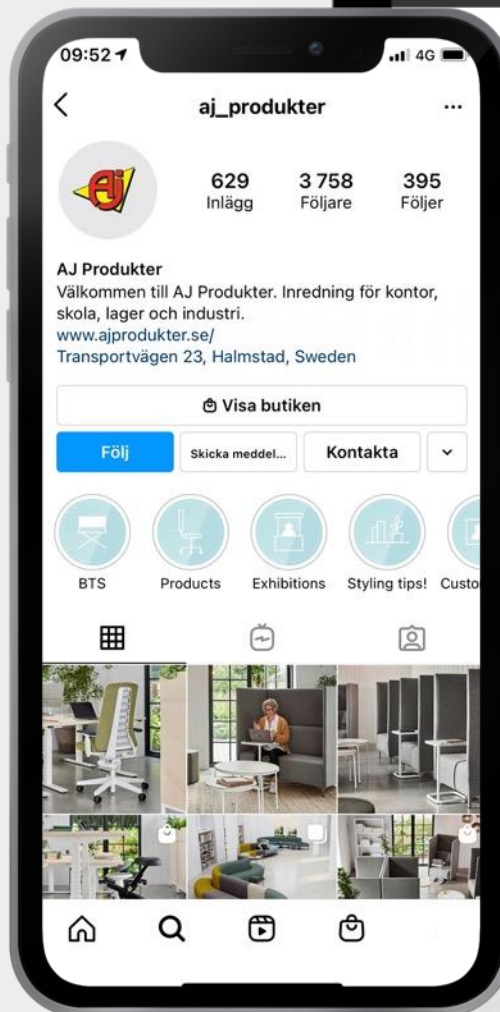 09:52
4G
aj_produkter
Aj
629
3 758
395
Inlägg
Följare
Följer
AJ Produkter
Välkommen till AJ Produkter. Inredning för kontor,
skola, lager och industri.
www.ajprodukter.se/
Transportvägen 23, Halmstad, Sweden
Visa butiken
Följ
Skicka meddel...
Kontakta
BTS
Products
Exhibitions
Styling tips!
Custo